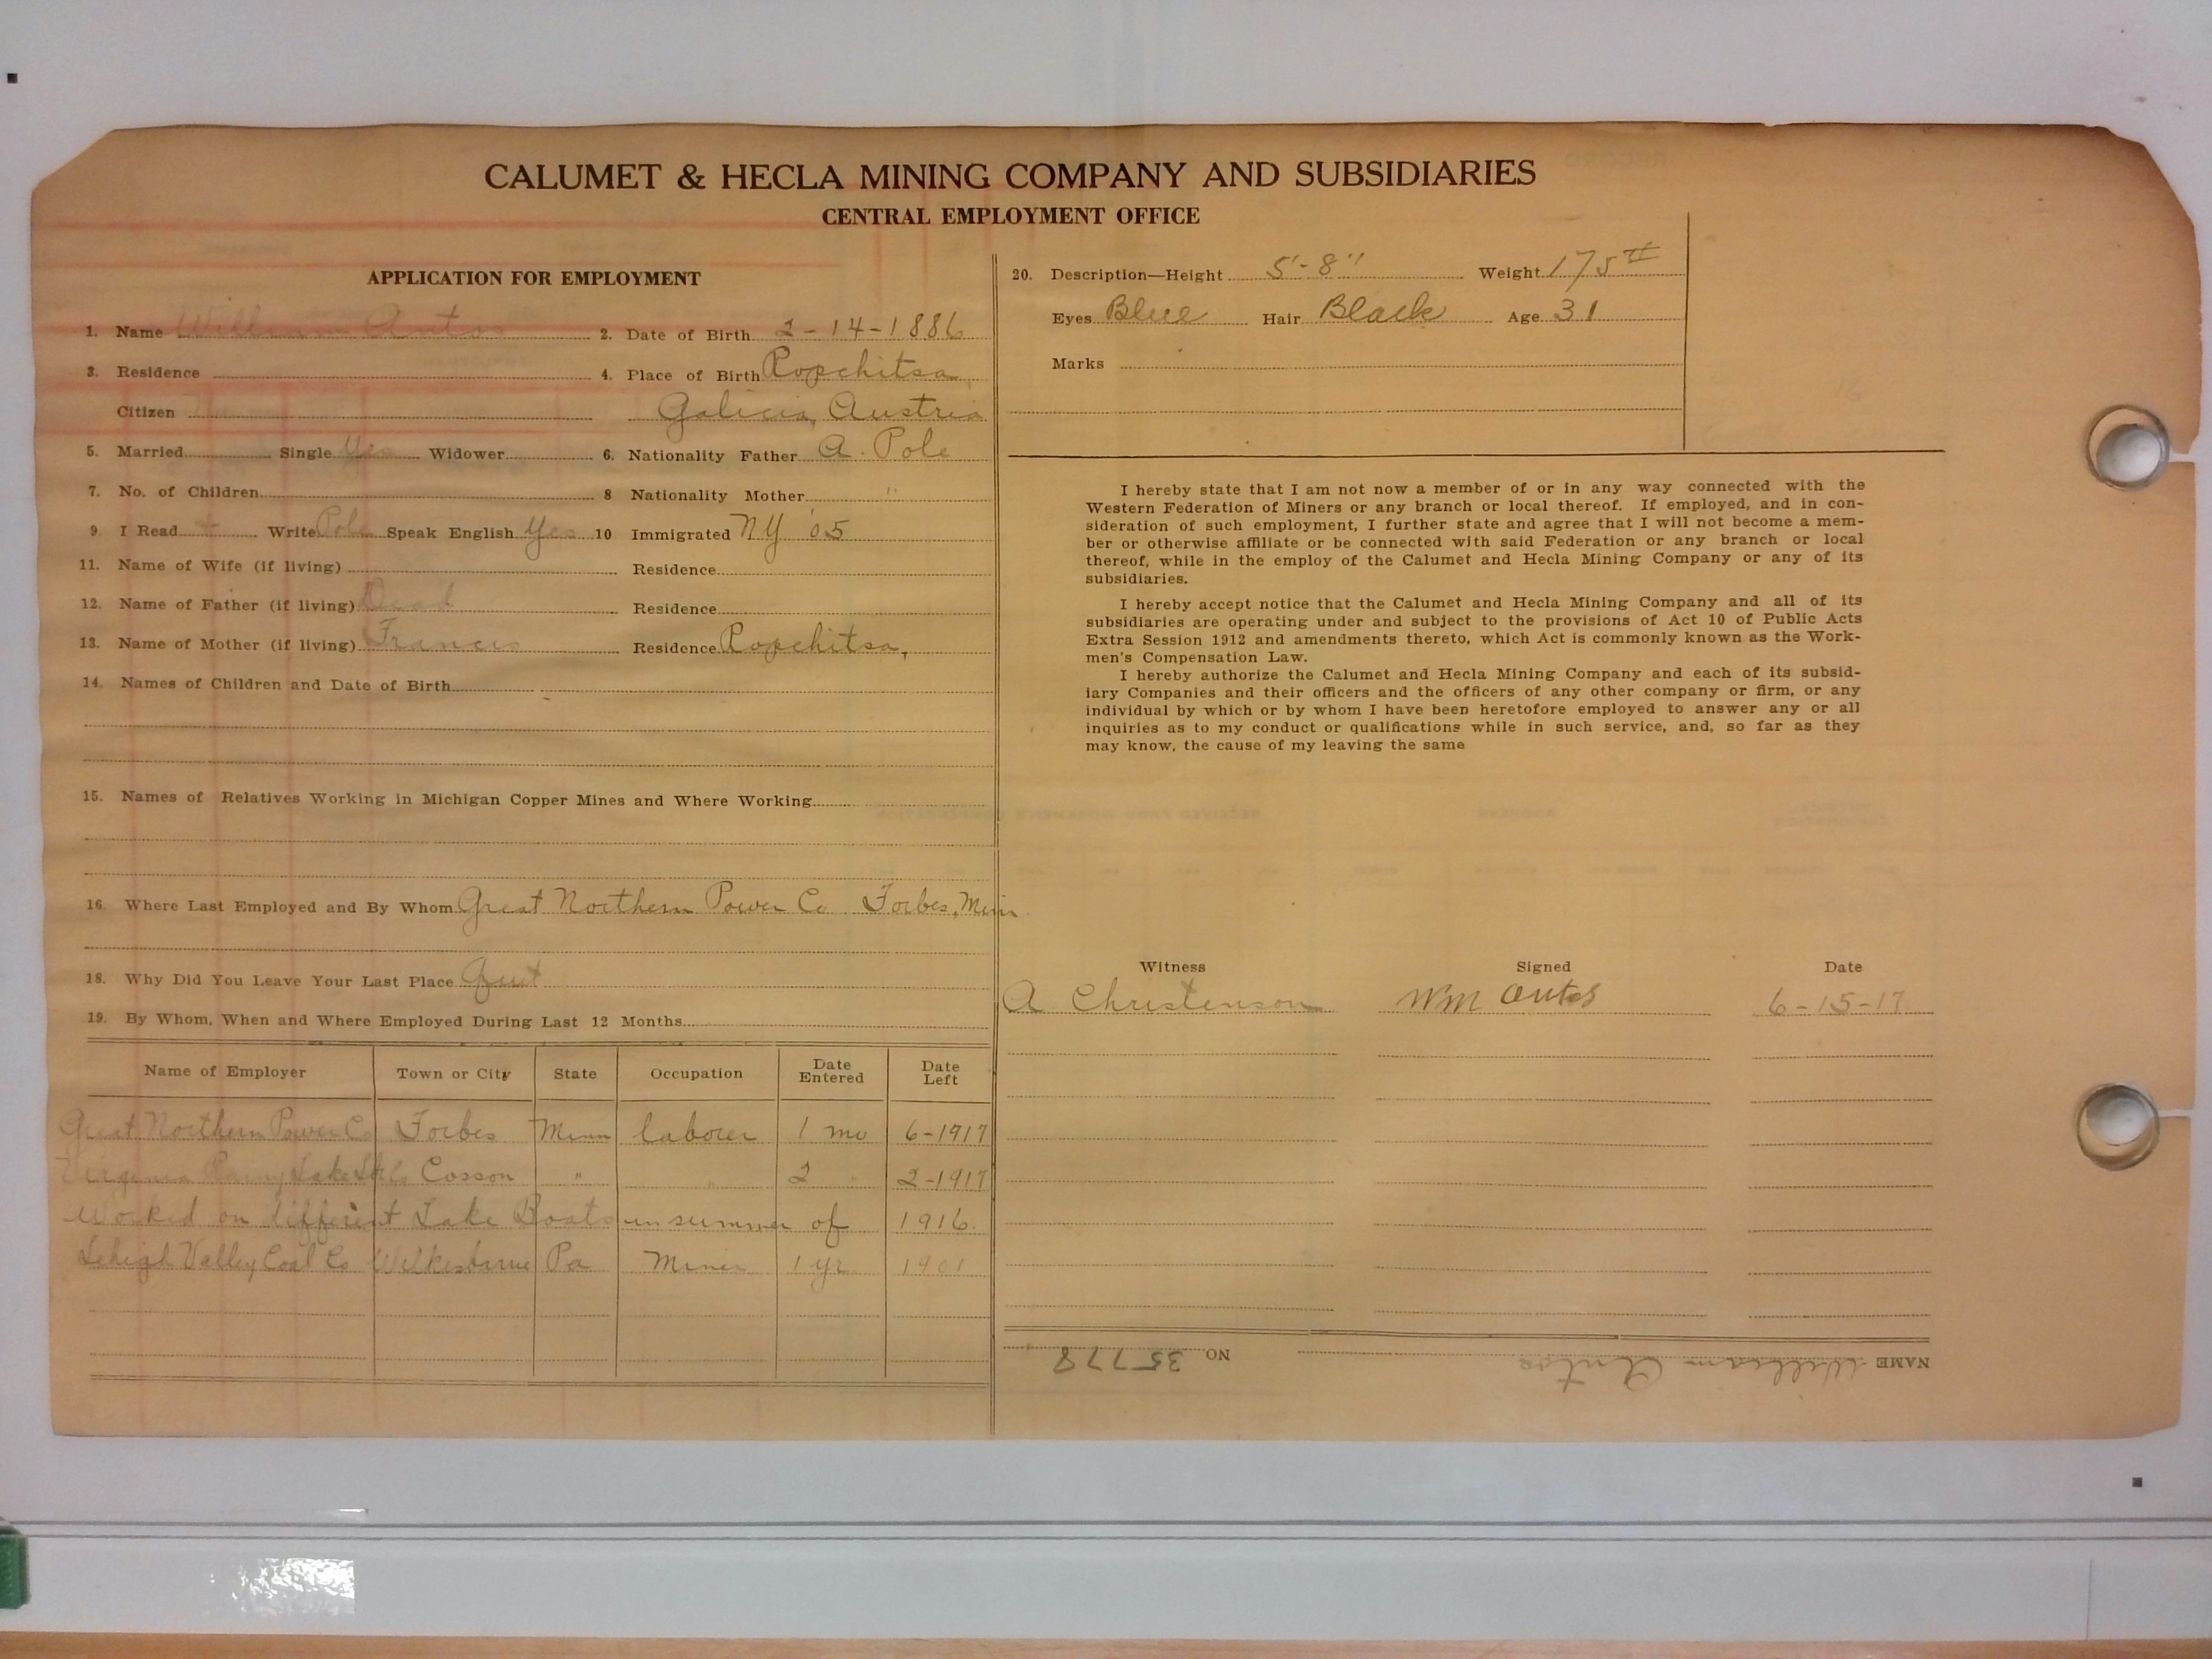 CALUMET & HECLA MINING COMPANY AND SUBSIDIARIES
CENTRAL EMPLOYMENT OFFICE
APPLICATION FOR EMPLOYMENT
1. Name William Antos 2. Date of Birth 2-14-1886
3. Residence 4. Place of Birth Ropchitsa,
Citizen Galicia, Austria
5. Married Single Yes Widower 6. Nationality Father A. Pole
7. No. of Children 8 Nationality Mother "
9. I Read Write Pole Speak English Yes 10 Immigrated NY '05
11. Name of Wife (if living) Residence
12. Name of Father (if living) Dead Residence
13. Name of Mother (if living) Francis Residence Ropchitsa,
14. Names of Children and Date of Birth
15. Names of Relatives Working in Michigan Copper Mines and Where Working
16. Where Last Employed and By Whom Great Northern Power Co Forbes, Minn
18. Why Did You Leave Your Last Place Quit
19. By Whom, When and Where Employed During Last 12 Months
Name of Employer Town or City State Occupation Date Entered Date Left
Great Northern Power Co Forbes Minn laborer 1 mo 6-1917
Virginia Rainy Lake Co Cosson " " 2 " 2-1917
Worked on different Lake Boats in summer of 1916
Lehigh Valley Coal Co Wilkesbarre Pa Miner 1 yr 1901
20. Description—Height 5'-8" Weight 175#
Eyes Blue Hair Black Age 31
Marks
I hereby state that I am not now a member of or in any way connected with the
Western Federation of Miners or any branch or local thereof. If employed, and in con-
sideration of such employment, I further state and agree that I will not become a mem-
ber or otherwise affiliate or be connected with said Federation or any branch or local
thereof, while in the employ of the Calumet and Hecla Mining Company or any of its
subsidiaries.
I hereby accept notice that the Calumet and Hecla Mining Company and all of its
subsidiaries are operating under and subject to the provisions of Act 10 of Public Acts
Extra Session 1912 and amendments thereto, which Act is commonly known as the Work-
men's Compensation Law.
I hereby authorize the Calumet and Hecla Mining Company and each of its subsid-
iary Companies and their officers and the officers of any other company or firm, or any
individual by which or by whom I have been heretofore employed to answer any or all
inquiries as to my conduct or qualifications while in such service, and, so far as they
may know, the cause of my leaving the same
Witness Signed Date
A Christenson Wm Antos 6-15-17
NAME William Antos NO. 35778